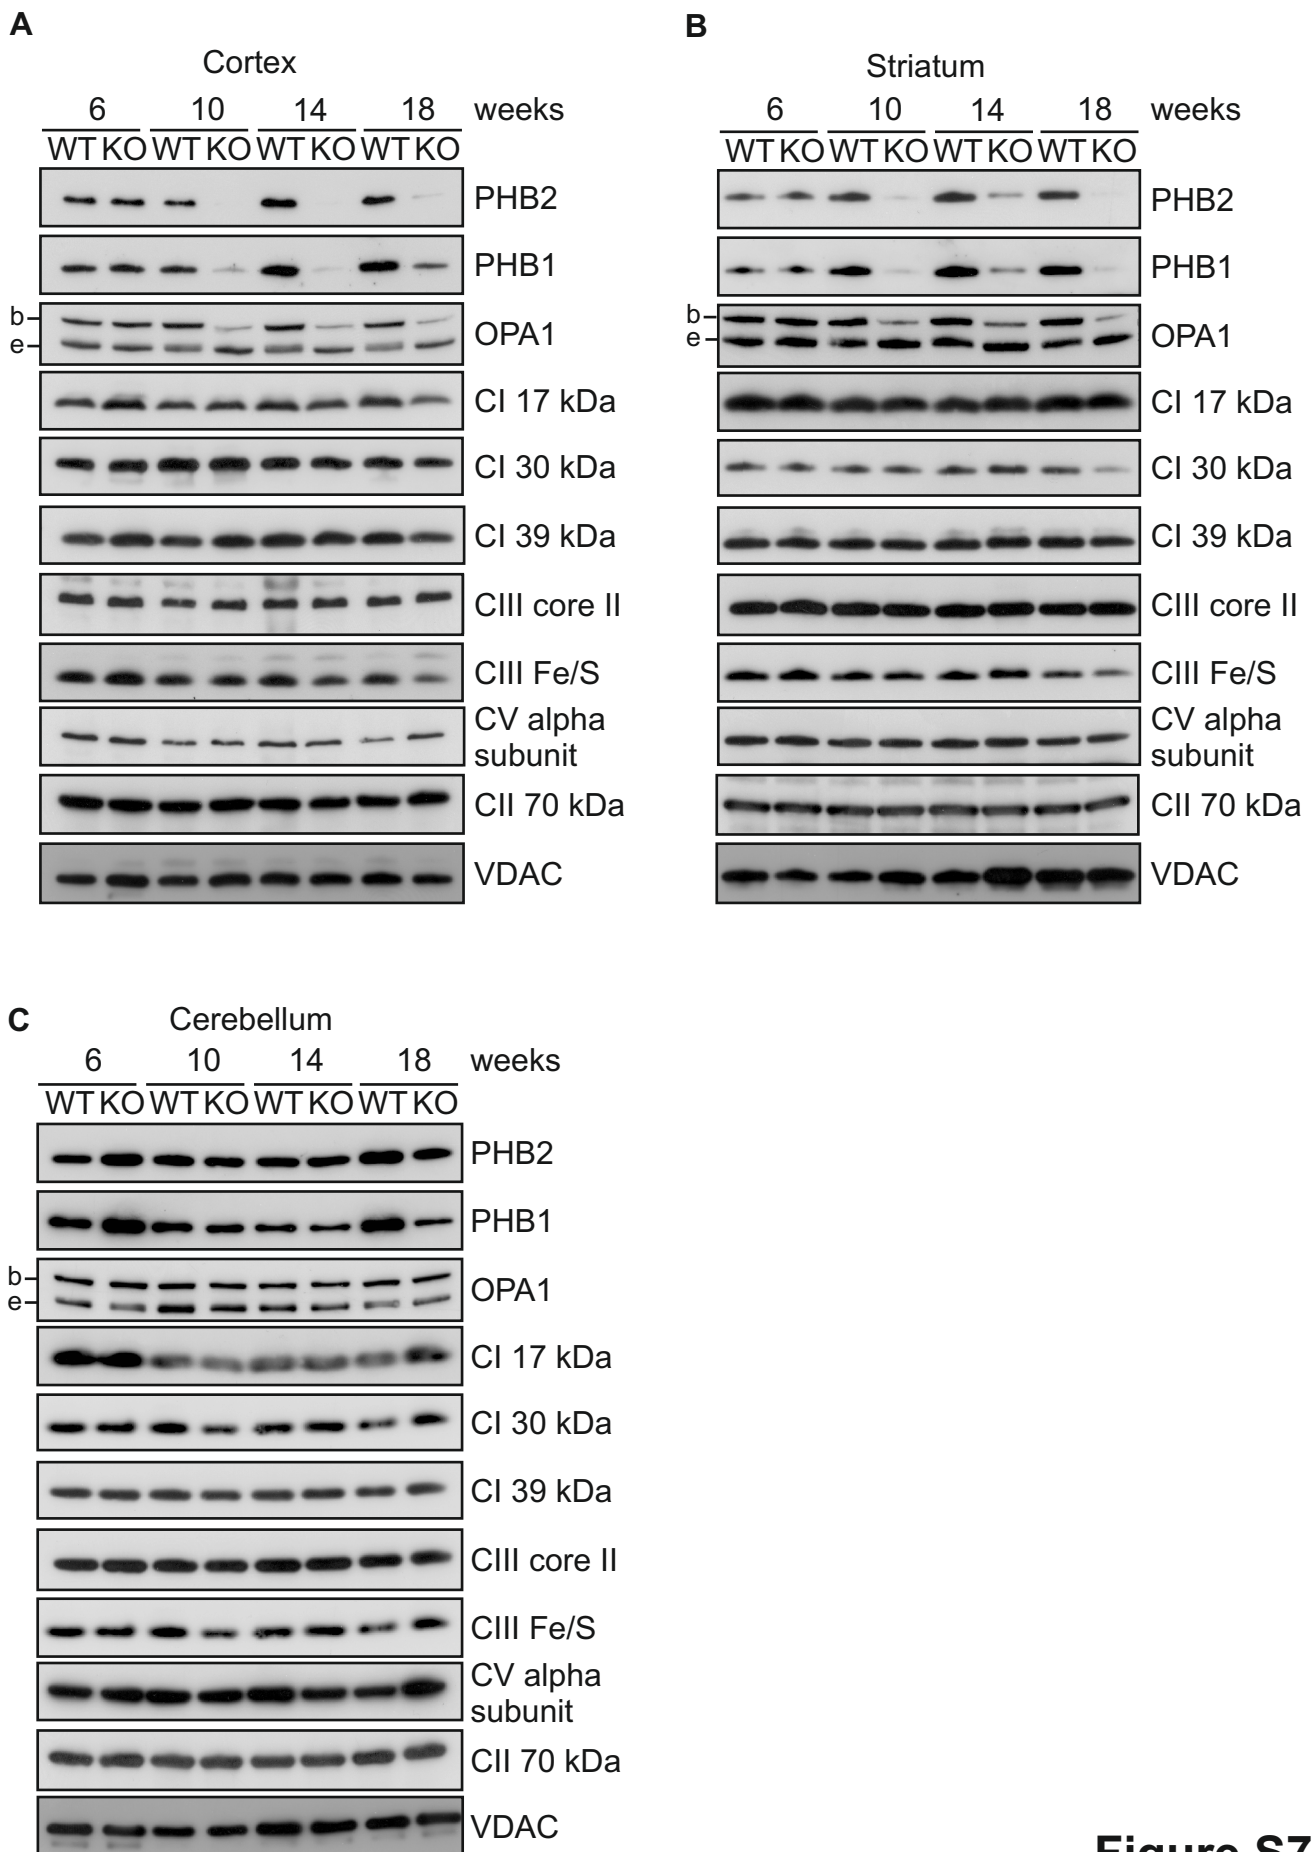 A
Cortex
6 10 14 18 weeks
WT KO WT KO WT KO WT KO
PHB2
PHB1
b
e
OPA1
CI 17 kDa
CI 30 kDa
CI 39 kDa
CIII core II
CIII Fe/S
CV alpha
subunit
CII 70 kDa
VDAC
B
Striatum
6 10 14 18 weeks
WT KO WT KO WT KO WT KO
PHB2
PHB1
b
e
OPA1
CI 17 kDa
CI 30 kDa
CI 39 kDa
CIII core II
CIII Fe/S
CV alpha
subunit
CII 70 kDa
VDAC
C
Cerebellum
6 10 14 18 weeks
WT KO WT KO WT KO WT KO
PHB2
PHB1
b
e
OPA1
CI 17 kDa
CI 30 kDa
CI 39 kDa
CIII core II
CIII Fe/S
CV alpha
subunit
CII 70 kDa
VDAC
Figure S7